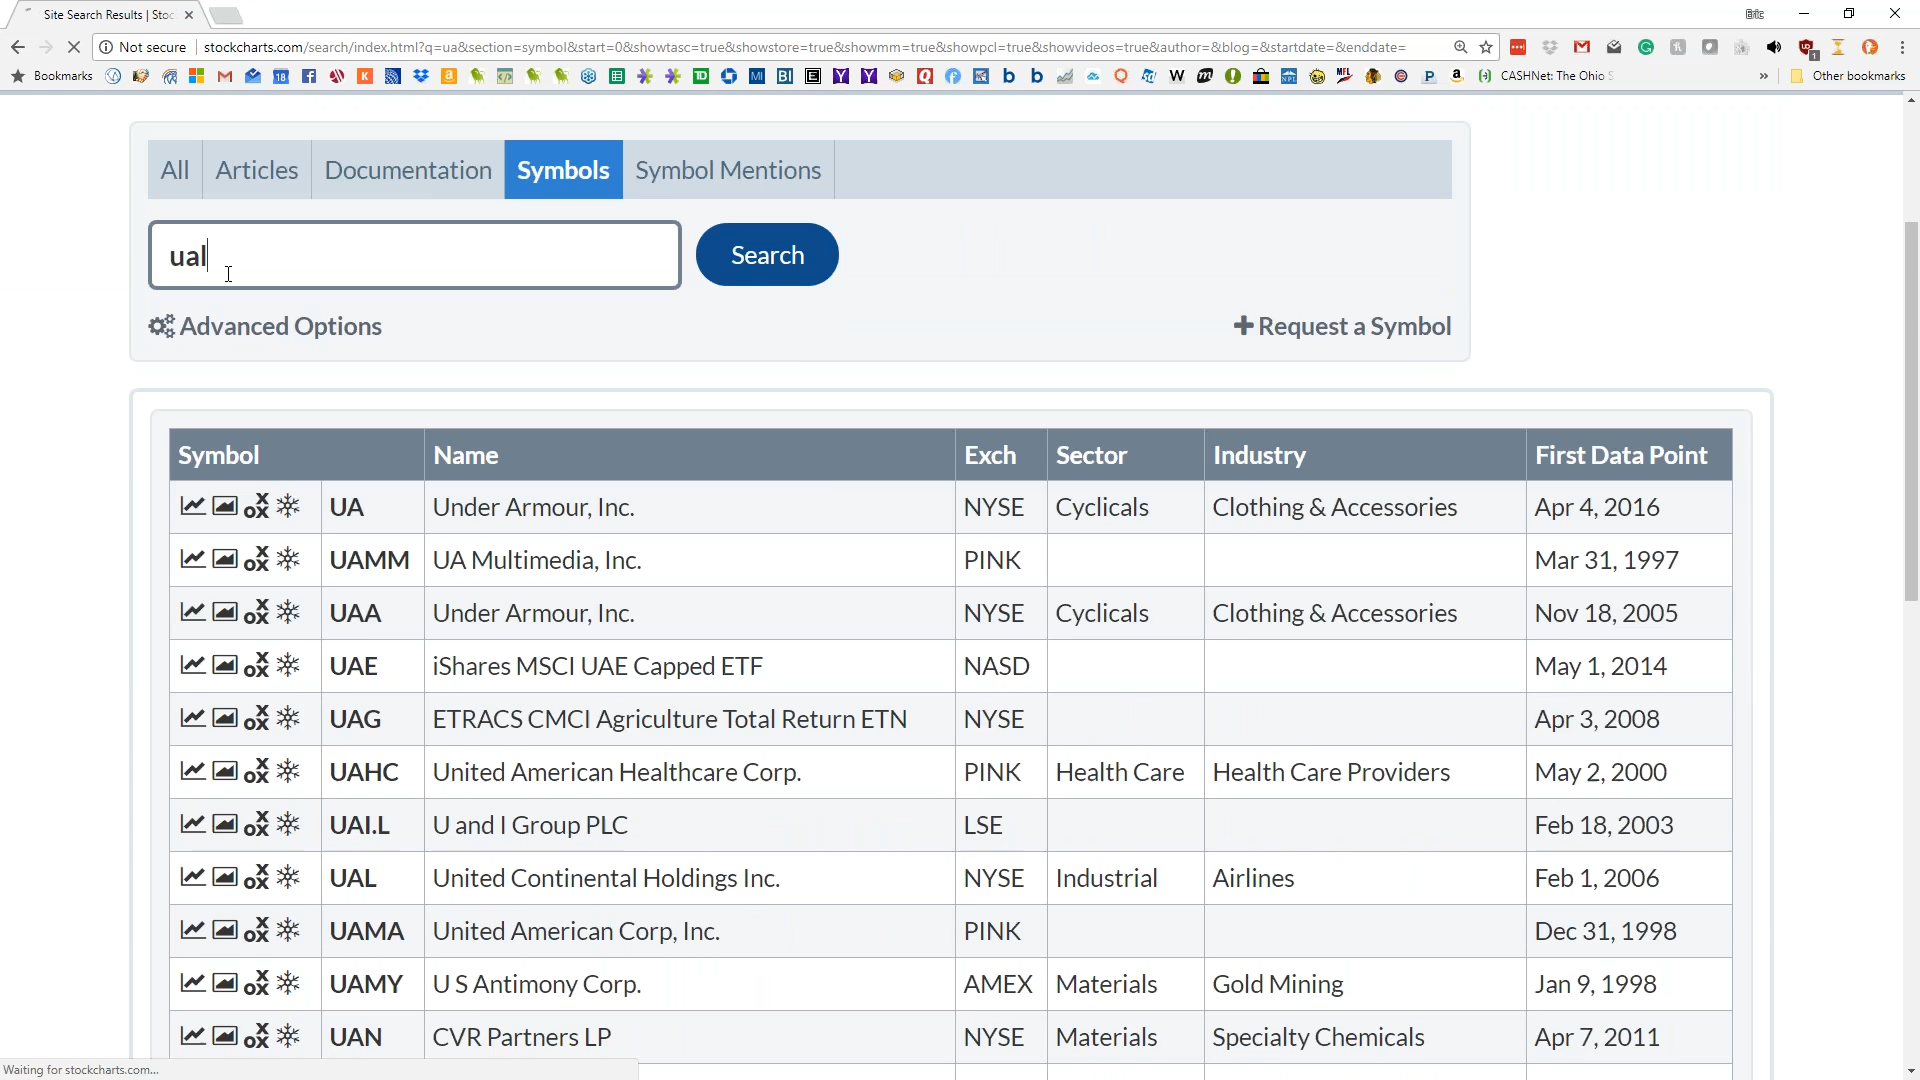 Site Search Results | Stoc
Eric
Not secure stockcharts.com/search/index.html?q=ua&section=symbol&start=0&showtasc=true&showstore=true&showmm=true&showpcl=true&showvideos=true&author=&blog=&startdate=&enddate=
Bookmarks CASHNet: The Ohio S » Other bookmarks
All Articles Documentation Symbols Symbol Mentions
ual Search
Advanced Options Request a Symbol
Symbol Name Exch Sector Industry First Data Point
UA Under Armour, Inc. NYSE Cyclicals Clothing & Accessories Apr 4, 2016
UAMM UA Multimedia, Inc. PINK Mar 31, 1997
UAA Under Armour, Inc. NYSE Cyclicals Clothing & Accessories Nov 18, 2005
UAE iShares MSCI UAE Capped ETF NASD May 1, 2014
UAG ETRACS CMCI Agriculture Total Return ETN NYSE Apr 3, 2008
UAHC United American Healthcare Corp. PINK Health Care Health Care Providers May 2, 2000
UAI.L U and I Group PLC LSE Feb 18, 2003
UAL United Continental Holdings Inc. NYSE Industrial Airlines Feb 1, 2006
UAMA United American Corp, Inc. PINK Dec 31, 1998
UAMY U S Antimony Corp. AMEX Materials Gold Mining Jan 9, 1998
UAN CVR Partners LP NYSE Materials Specialty Chemicals Apr 7, 2011
Waiting for stockcharts.com...